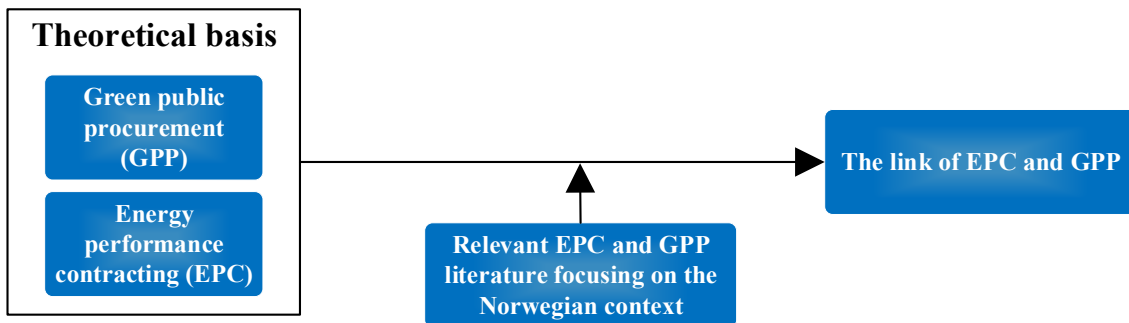 Theoretical basis
Green public
procurement
(GPP)
Energy
performance
contracting (EPC)
Relevant EPC and GPP
literature focusing on the
Norwegian context
The link of EPC and GPP